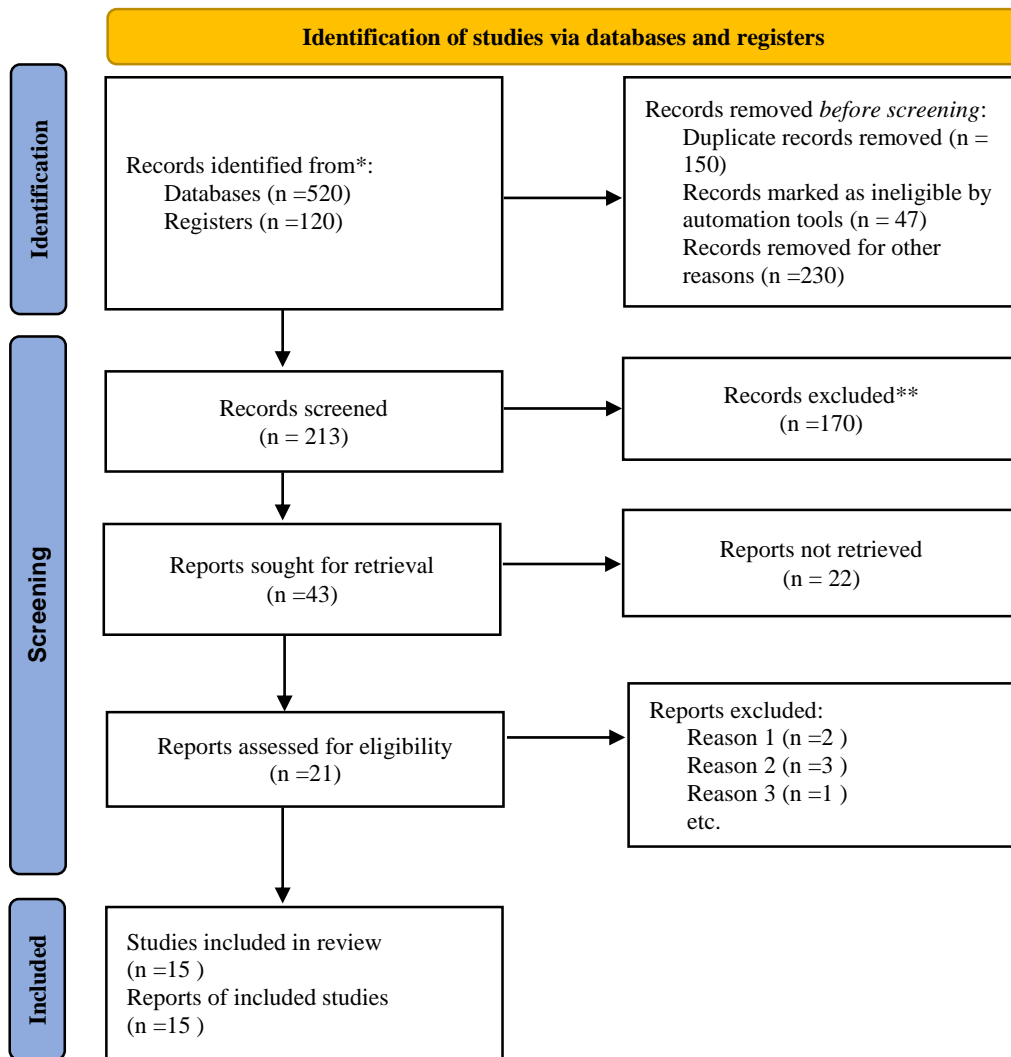 Identification of studies via databases and registers
Identification
Records identified from*:
Databases (n =520)
Registers (n =120)
Records removed before screening:
Duplicate records removed (n =
150)
Records marked as ineligible by
automation tools (n = 47)
Records removed for other
reasons (n =230)
Screening
Records screened
(n = 213)
Records excluded**
(n =170)
Reports sought for retrieval
(n =43)
Reports not retrieved
(n = 22)
Reports assessed for eligibility
(n =21)
Reports excluded:
Reason 1 (n =2 )
Reason 2 (n =3 )
Reason 3 (n =1 )
etc.
Included
Studies included in review
(n =15 )
Reports of included studies
(n =15 )